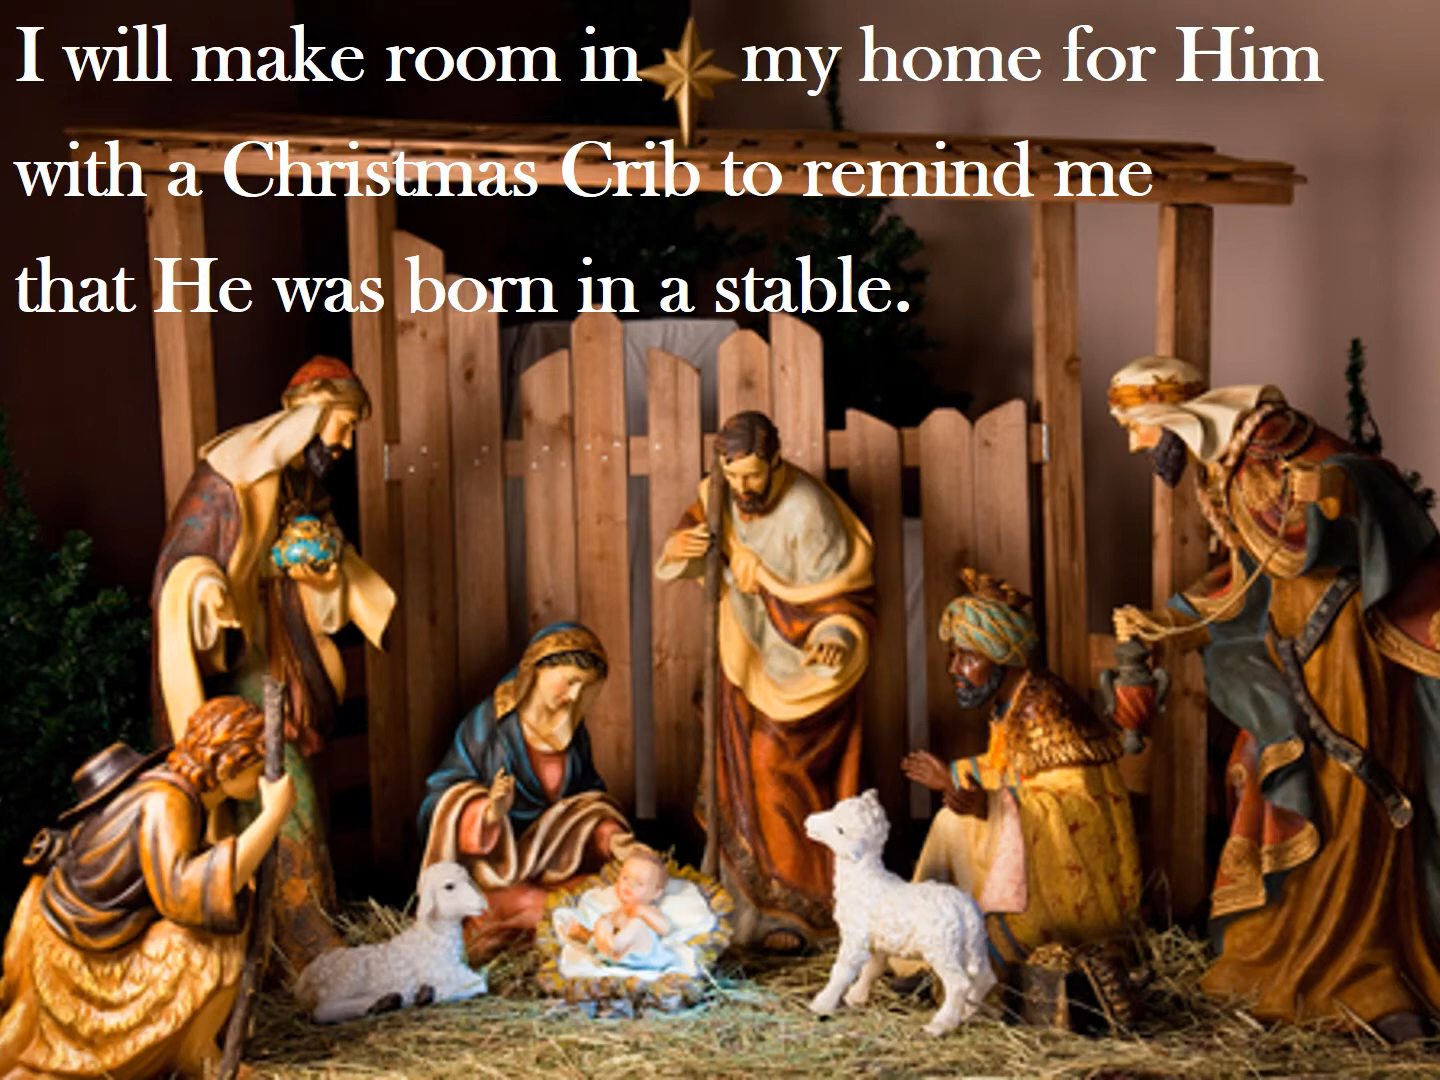 I will make room in my home for Him
with a Christmas Crib to remind me
that He was born in a stable.